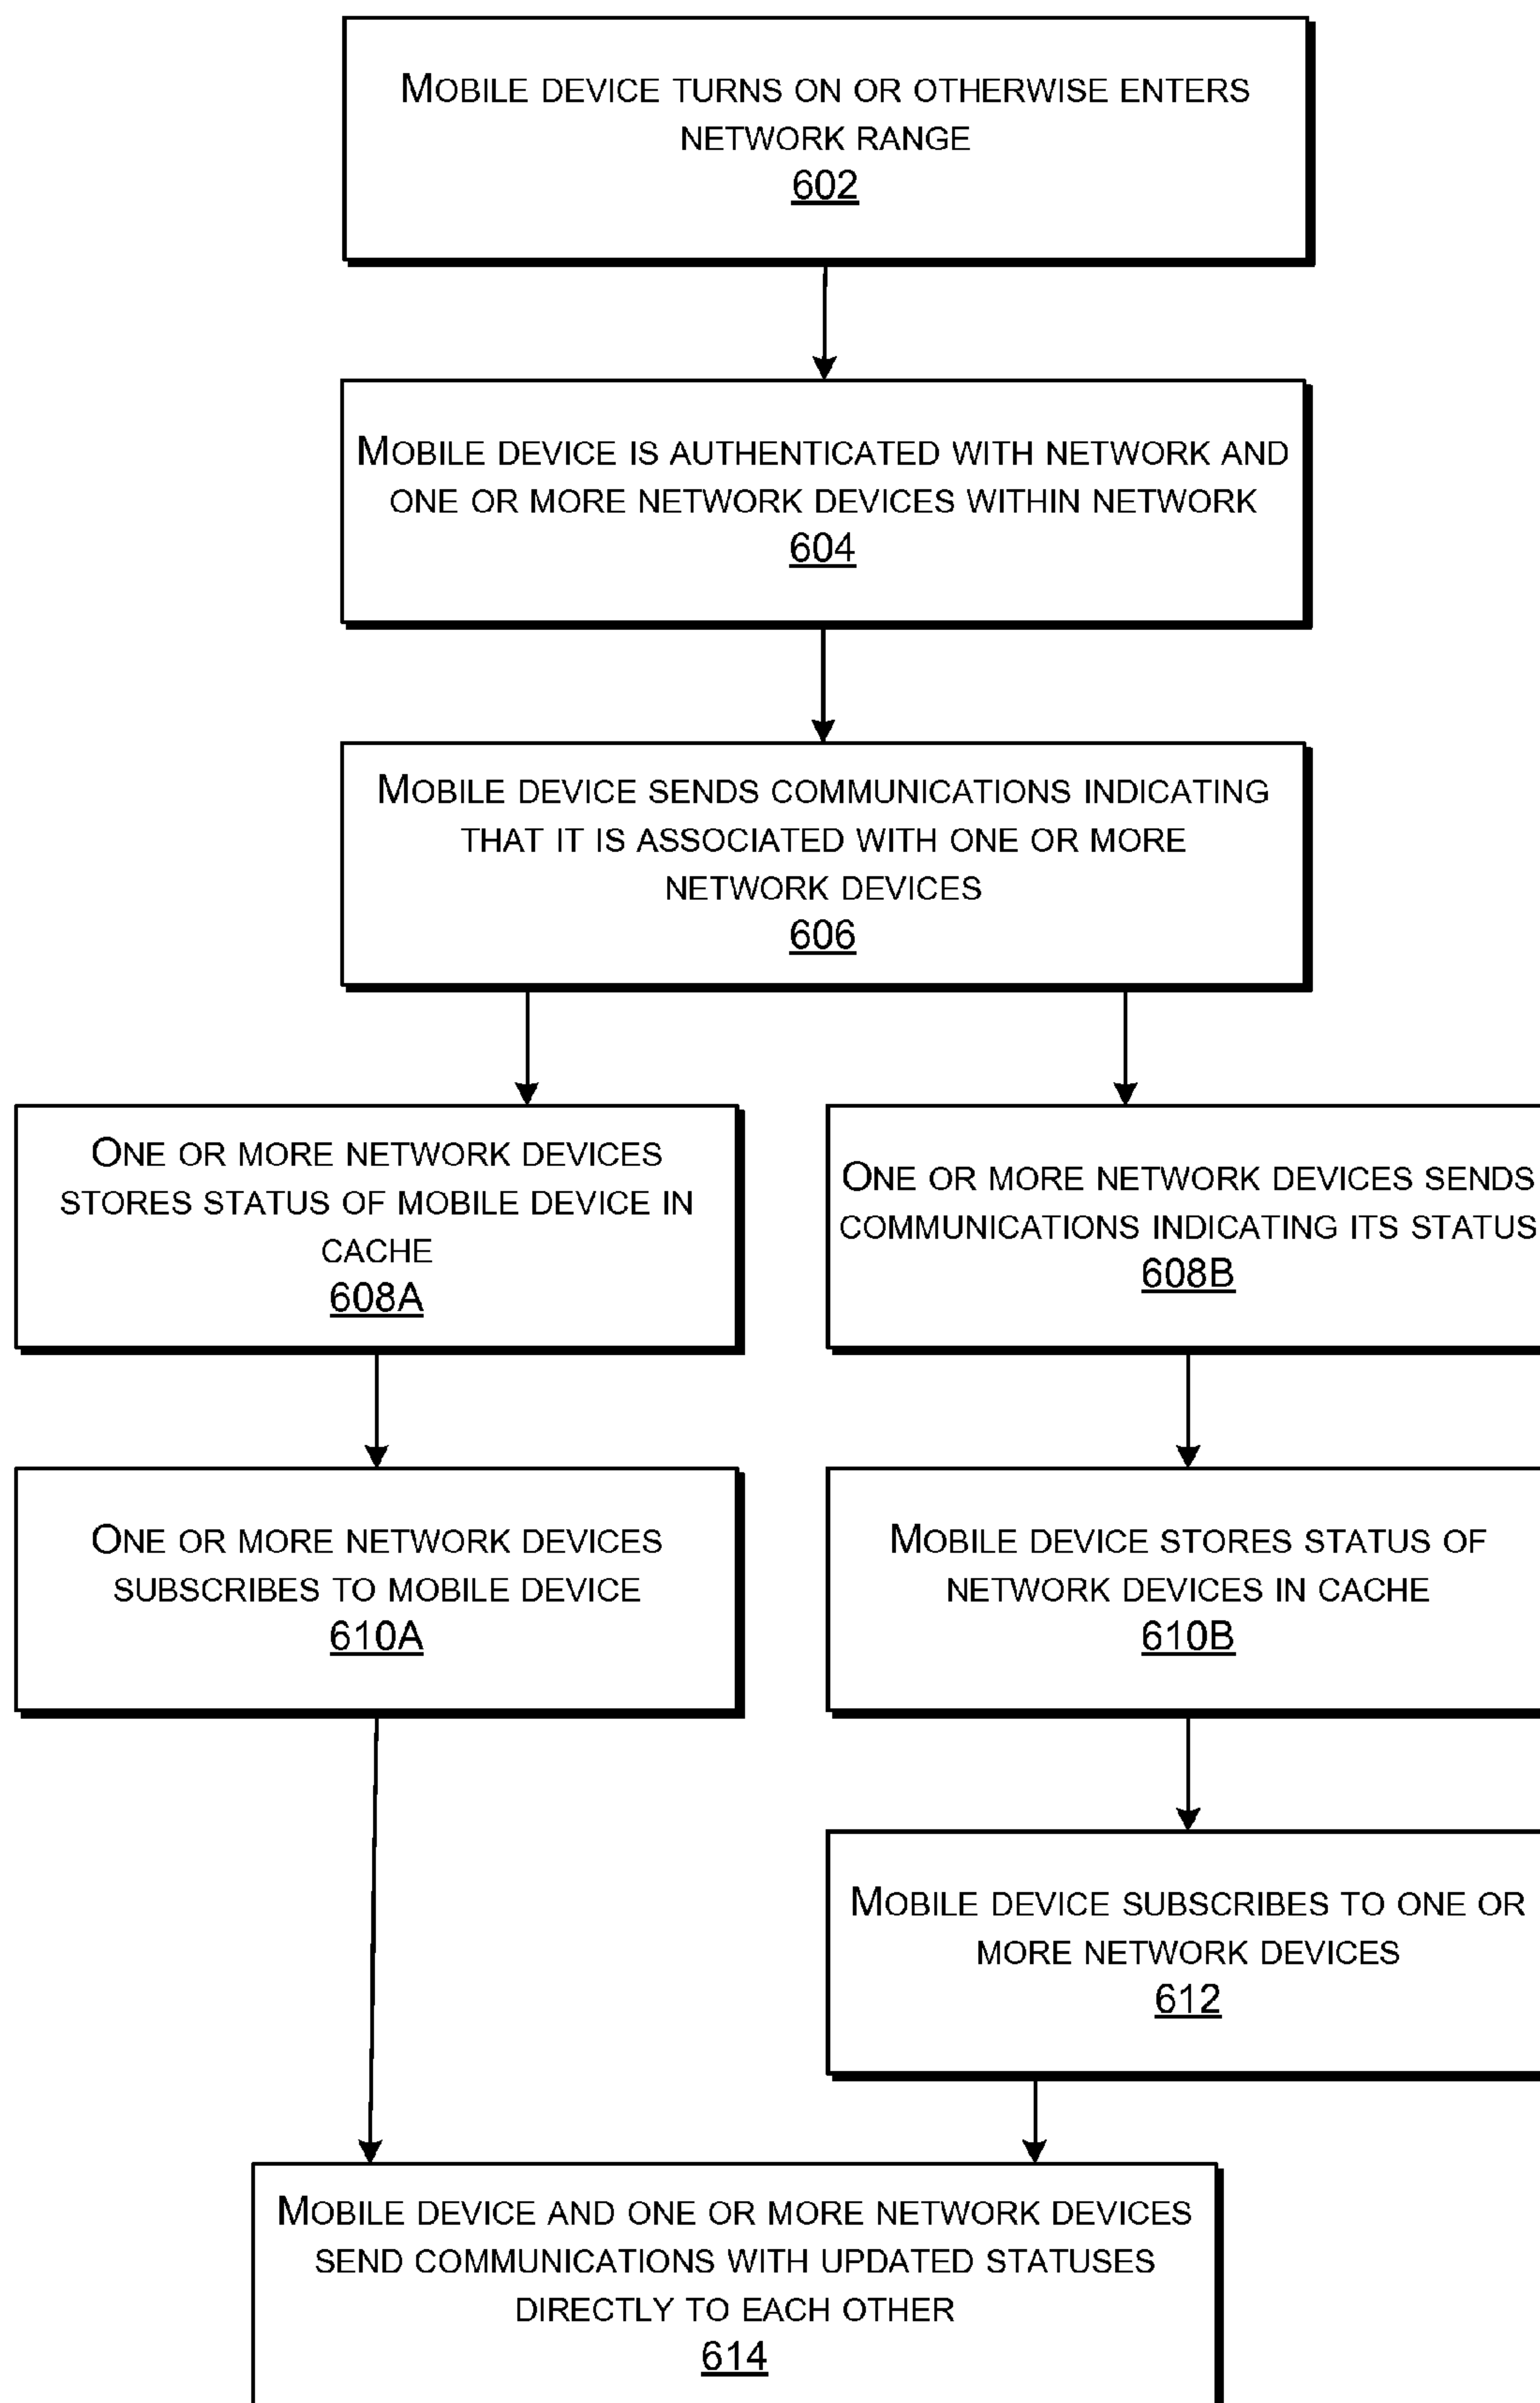 MOBILE DEVICE TURNS ON OR OTHERWISE ENTERS
NETWORK RANGE
602
MOBILE DEVICE IS AUTHENTICATED WITH NETWORK AND
ONE OR MORE NETWORK DEVICES WITHIN NETWORK
604
MOBILE DEVICE SENDS COMMUNICATIONS INDICATING
THAT IT IS ASSOCIATED WITH ONE OR MORE
NETWORK DEVICES
606
ONE OR MORE NETWORK DEVICES
STORES STATUS OF MOBILE DEVICE IN
CACHE
608A
ONE OR MORE NETWORK DEVICES SENDS
COMMUNICATIONS INDICATING ITS STATUS
608B
ONE OR MORE NETWORK DEVICES
SUBSCRIBES TO MOBILE DEVICE
610A
MOBILE DEVICE STORES STATUS OF
NETWORK DEVICES IN CACHE
610B
MOBILE DEVICE SUBSCRIBES TO ONE OR
MORE NETWORK DEVICES
612
MOBILE DEVICE AND ONE OR MORE NETWORK DEVICES
SEND COMMUNICATIONS WITH UPDATED STATUSES
DIRECTLY TO EACH OTHER
614